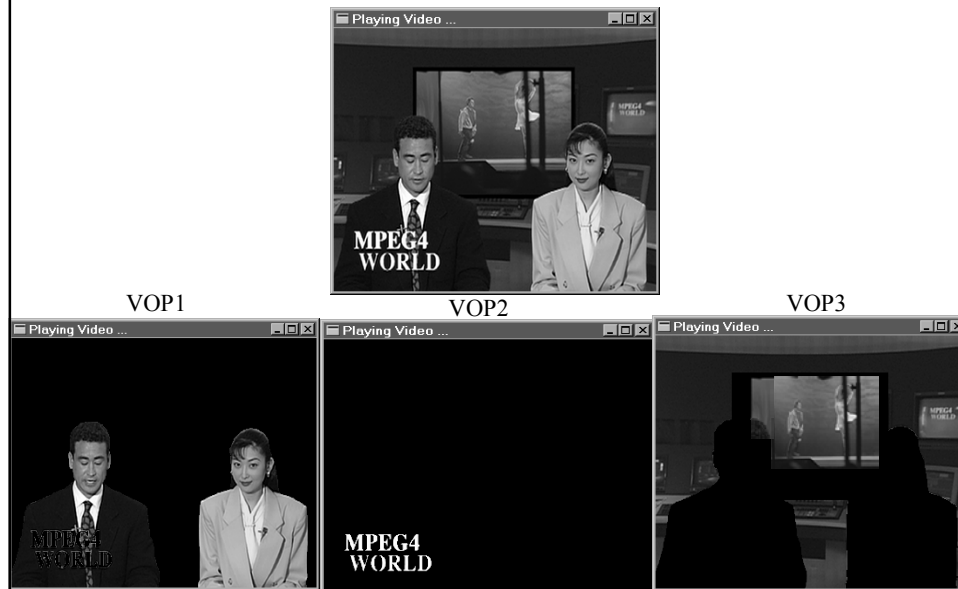 Playing Video ...
MPEG4
WORLD
MPEG4
WORLD
VOP1
VOP2
VOP3
Playing Video ...
Playing Video ...
Playing Video ...
MPEG4
WORLD
MPEG4
WORLD
MPEG4
WORLD